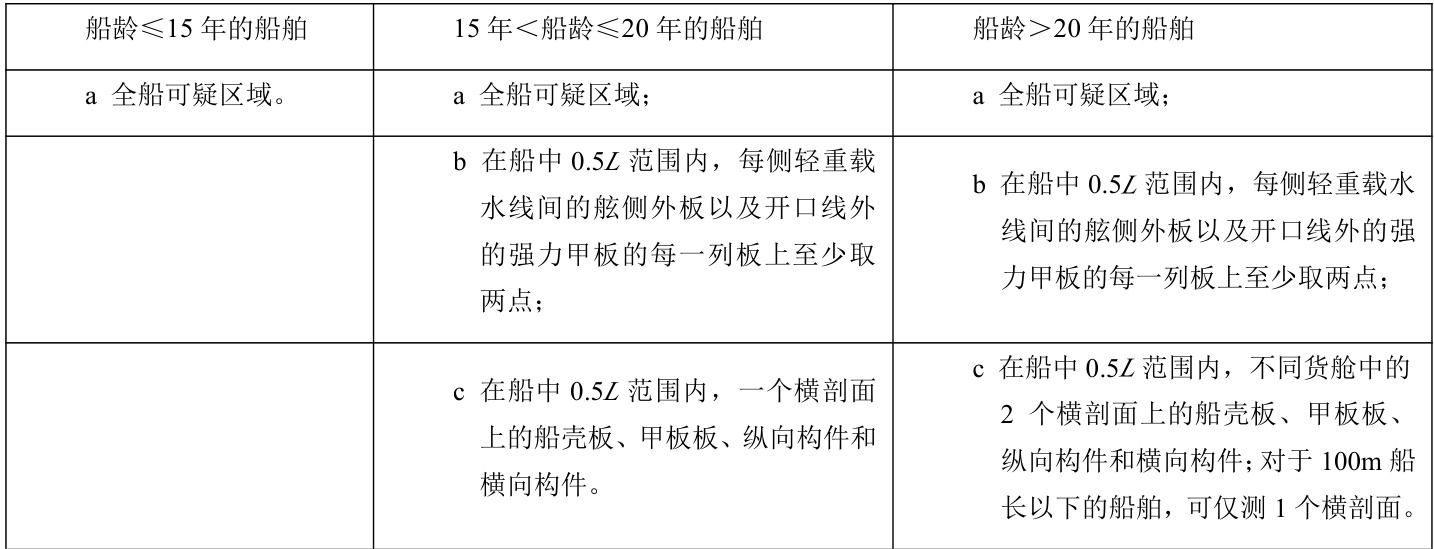 船龄≤15 年的船舶
15 年＜船龄≤20 年的船舶
船龄＞20 年的船舶
a 全船可疑区域。
a 全船可疑区域；
a 全船可疑区域；
b 在船中 0.5L 范围内，每侧轻重载
水线间的舷侧外板以及开口线外
的强力甲板的每一列板上至少取
两点；
b 在船中 0.5L 范围内，每侧轻重载水
线间的舷侧外板以及开口线外的强
力甲板的每一列板上至少取两点；
c 在船中 0.5L 范围内，一个横剖面
上的船壳板、甲板板、纵向构件和
横向构件。
c 在船中 0.5L 范围内，不同货舱中的
2 个横剖面上的船壳板、甲板板、
纵向构件和横向构件；对于 100m 船
长以下的船舶，可仅测 1 个横剖面。